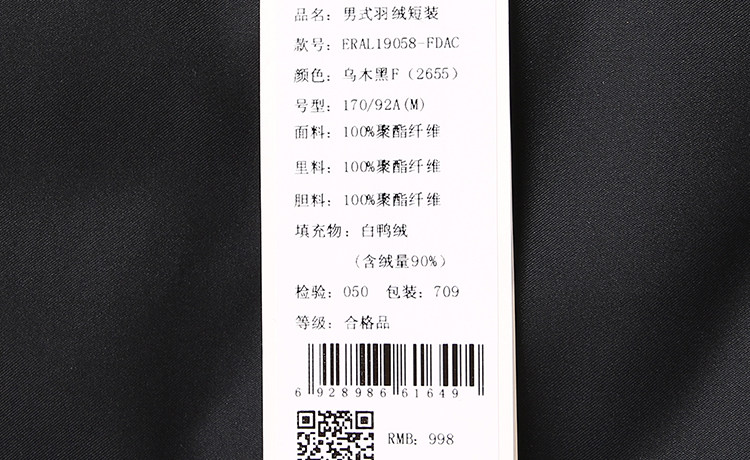 品名：男式羽绒短装
款号：ERAL19058-FDAC
颜色：乌木黑F（2655）
号型：170/92A(M)
面料：100%聚酯纤维
里料：100%聚酯纤维
胆料：100%聚酯纤维
填充物：白鸭绒
（含绒量90%）
检验：050 包装：709
等级：合格品
6 928986 61649
RMB：998